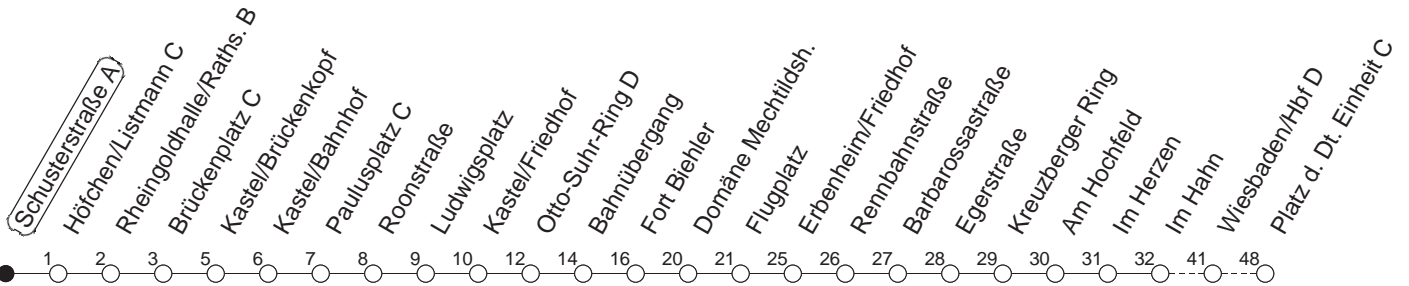 Schusterstraße A
Höfchen/Listmann C
Rheingoldhalle/Raths. B
Brückenplatz C
Kastel/Brückenkopf
Kastel/Bahnhof
Paulusplatz C
Roonstraße
Ludwigsplatz
Kastel/Friedhof
Otto-Suhr-Ring D
Bahnübergang
Fort Biehler
Domäne Mechtildsh.
Flugplatz
Erbenheim/Friedhof
Rennbahnstraße
Barbarossastraße
Egerstraße
Kreuzberger Ring
Am Hochfeld
Im Herzen
Im Hahn
Wiesbaden/Hbf D
Platz d. Dt. Einheit C
1 2 3 5 6 7 8 9 10 12 14 16 20 21 25 26 27 28 29 30 31 32 41 48